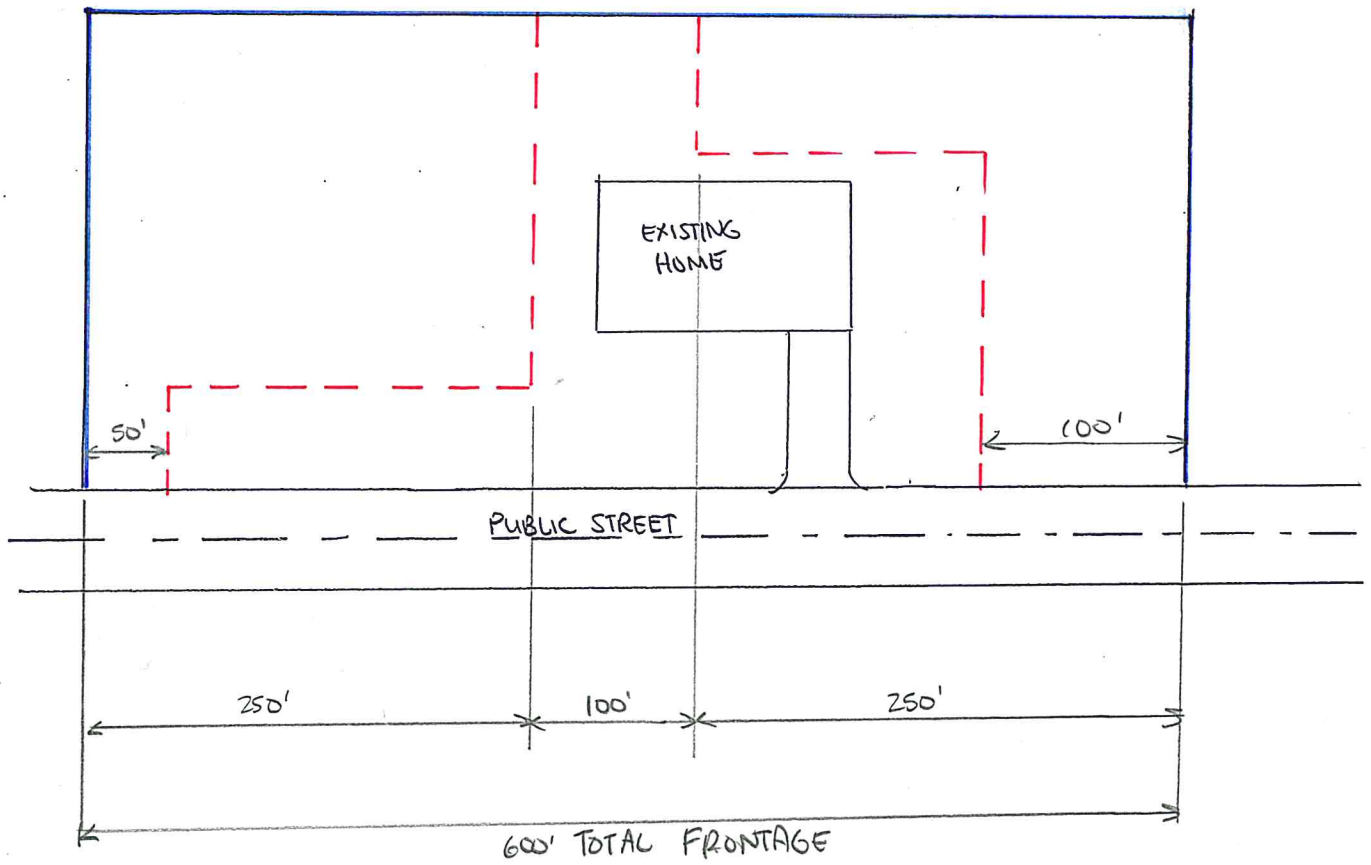 EXISTING
HOME
50'
100'
PUBLIC STREET
250'
100'
250'
600' TOTAL FRONTAGE